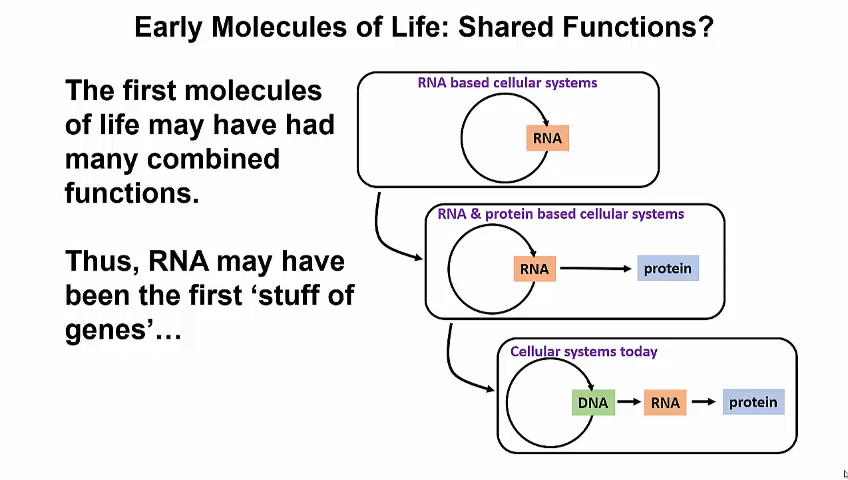 Early Molecules of Life: Shared Functions?
The first molecules
of life may have had
many combined
functions.
Thus, RNA may have
been the first ‘stuff of
genes’…
RNA based cellular systems
RNA
RNA & protein based cellular systems
RNA
protein
Cellular systems today
DNA
RNA
protein